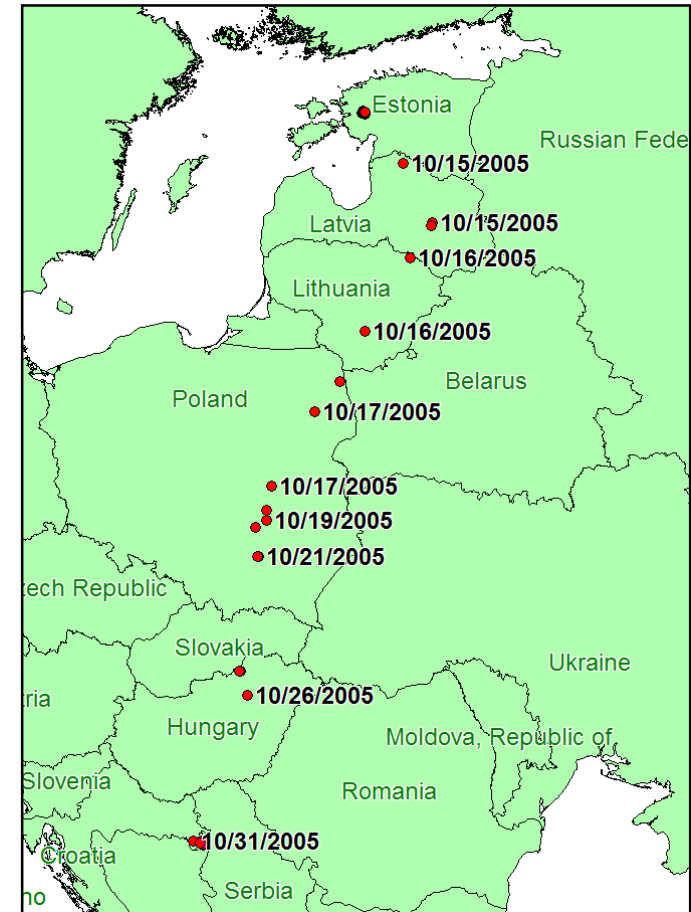 Estonia
Russian Fede
10/15/2005
10/15/2005
Latvia
10/16/2005
Lithuania
10/16/2005
Belarus
Poland
10/17/2005
10/17/2005
10/19/2005
10/21/2005
ech Republic
Slovakia
Ukraine
ria
10/26/2005
Hungary
Moldova, Republic of
Slovenia
Romania
10/31/2005
Croatia
Serbia
no